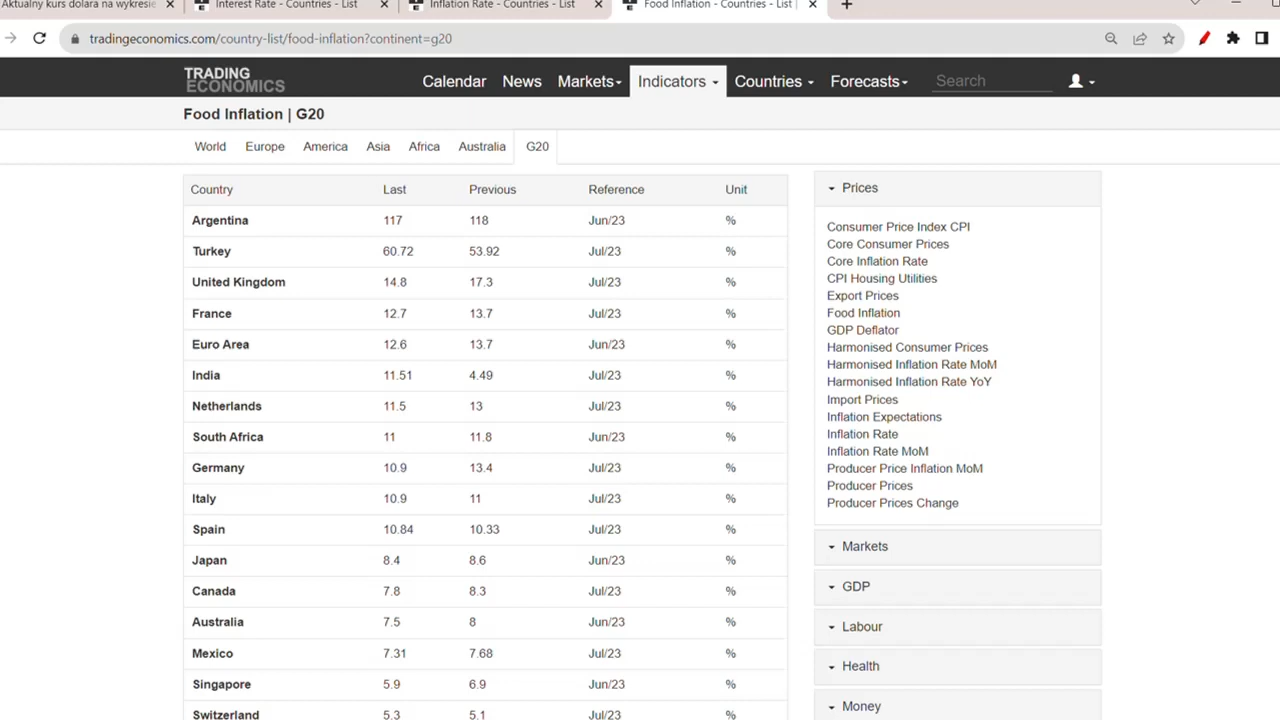 Aktualny kurs dolara na wykresie
Interest Rate - Countries - List
Inflation Rate - Countries - List
Food Inflation - Countries - List |
tradingeconomics.com/country-list/food-inflation?continent=g20
TRADING
ECONOMICS
Calendar News Markets Indicators Countries Forecasts Search
Food Inflation | G20
World Europe America Asia Africa Australia G20
Country Last Previous Reference Unit
Argentina 117 118 Jun/23 %
Turkey 60.72 53.92 Jul/23 %
United Kingdom 14.8 17.3 Jul/23 %
France 12.7 13.7 Jul/23 %
Euro Area 12.6 13.7 Jun/23 %
India 11.51 4.49 Jul/23 %
Netherlands 11.5 13 Jul/23 %
South Africa 11 11.8 Jun/23 %
Germany 10.9 13.4 Jul/23 %
Italy 10.9 11 Jul/23 %
Spain 10.84 10.33 Jul/23 %
Japan 8.4 8.6 Jun/23 %
Canada 7.8 8.3 Jul/23 %
Australia 7.5 8 Jun/23 %
Mexico 7.31 7.68 Jul/23 %
Singapore 5.9 6.9 Jun/23 %
Switzerland 5.3 5.1 Jul/23 %
Prices
Consumer Price Index CPI
Core Consumer Prices
Core Inflation Rate
CPI Housing Utilities
Export Prices
Food Inflation
GDP Deflator
Harmonised Consumer Prices
Harmonised Inflation Rate MoM
Harmonised Inflation Rate YoY
Import Prices
Inflation Expectations
Inflation Rate
Inflation Rate MoM
Producer Price Inflation MoM
Producer Prices
Producer Prices Change
Markets
GDP
Labour
Health
Money